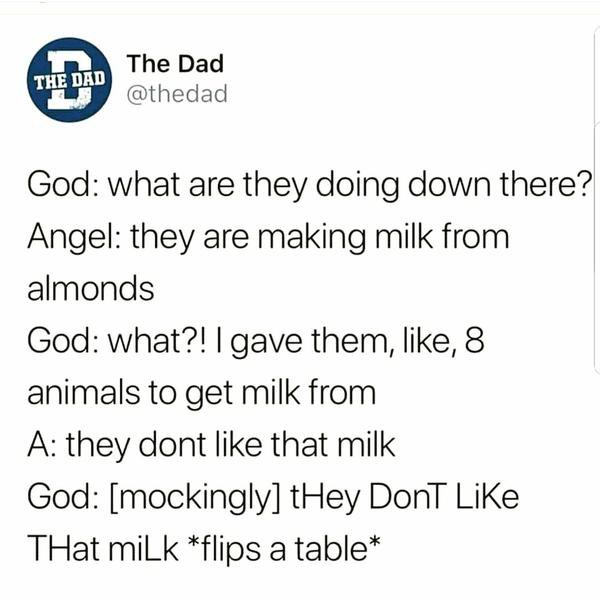 THE DAD
The Dad
@thedad
God: what are they doing down there?
Angel: they are making milk from
almonds
God: what?! I gave them, like, 8
animals to get milk from
A: they dont like that milk
God: [mockingly] tHey DonT LiKe
THat miLk *flips a table*